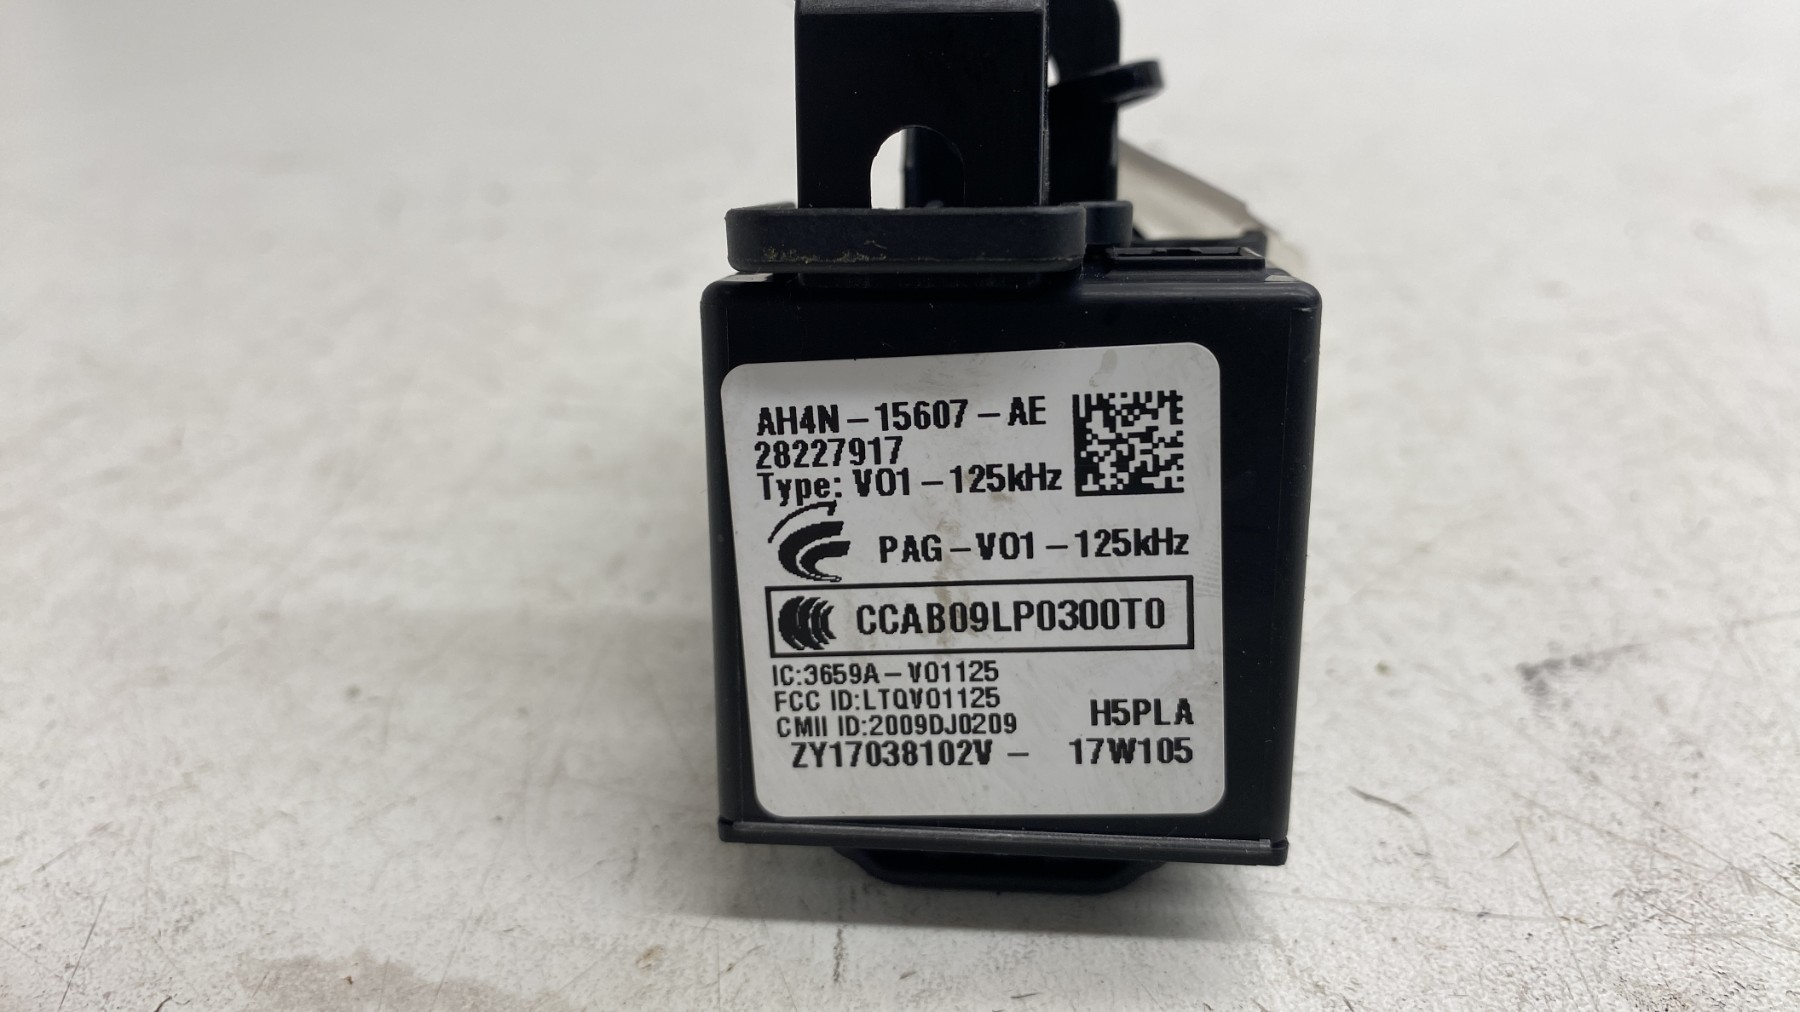 AH4N-15607-AE
28227917
Type: V01-125kHz
PAG-V01-125kHz
CCAB09LP0300T0
IC:3659A-V01125
FCC ID:LTQV01125
CMII ID:2009DJ0209
H5PLA
ZY17038102V- 17W105